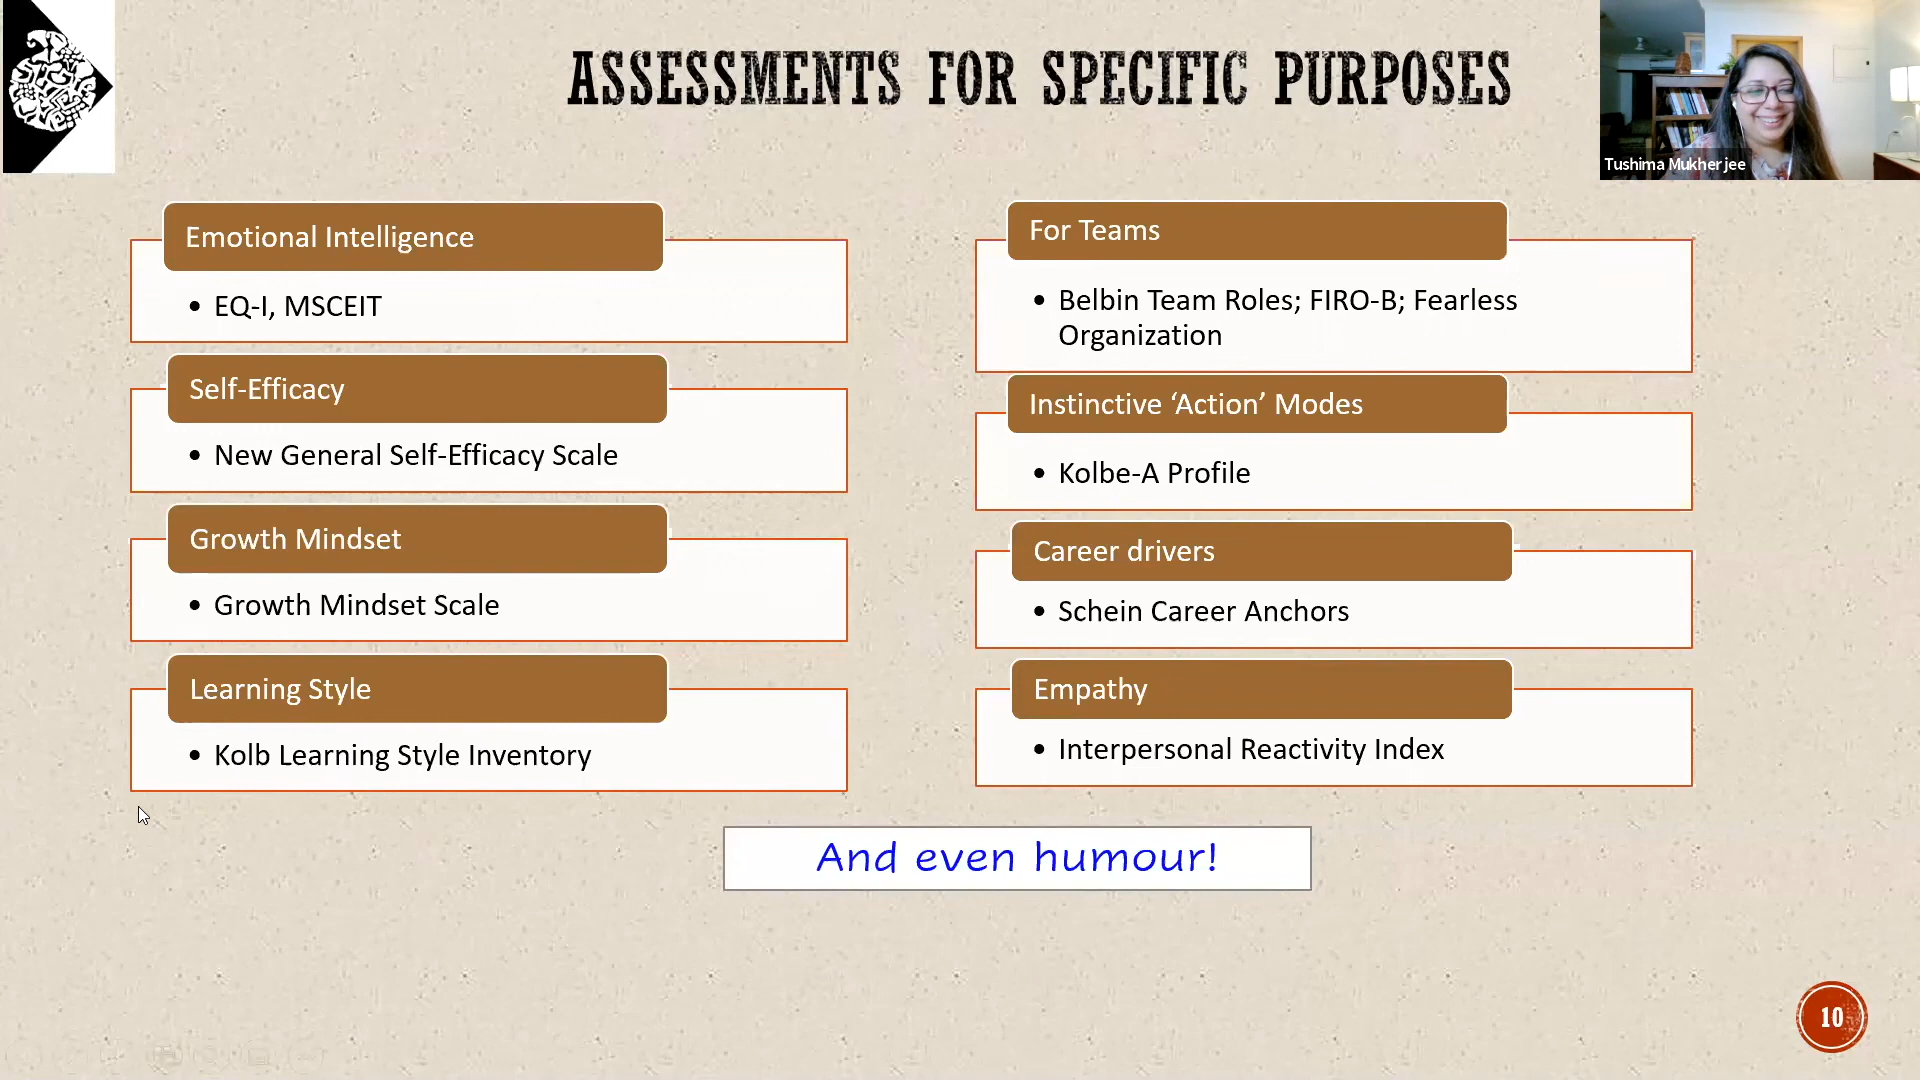 ASSESSMENTS FOR SPECIFIC PURPOSES
Tushima Mukherjee
Emotional Intelligence
• EQ-I, MSCEIT
Self-Efficacy
• New General Self-Efficacy Scale
Growth Mindset
• Growth Mindset Scale
Learning Style
• Kolb Learning Style Inventory
For Teams
• Belbin Team Roles; FIRO-B; Fearless
Organization
Instinctive ‘Action’ Modes
• Kolbe-A Profile
Career drivers
• Schein Career Anchors
Empathy
• Interpersonal Reactivity Index
And even humour!
10